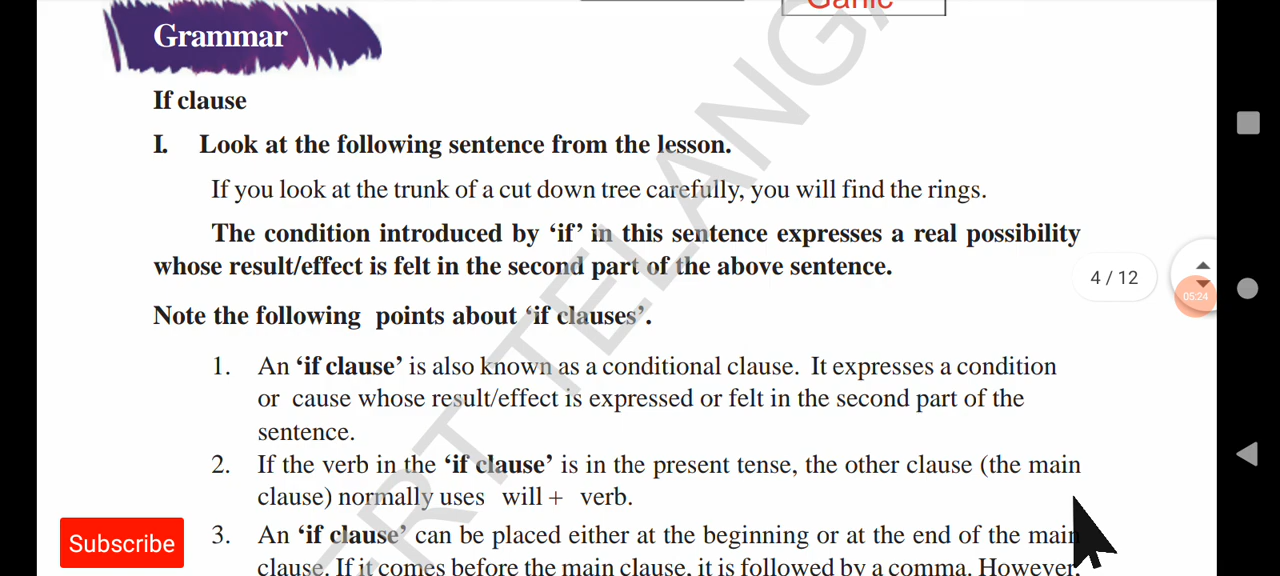 Ganic
Grammar
If clause
I. Look at the following sentence from the lesson.
If you look at the trunk of a cut down tree carefully, you will find the rings.
The condition introduced by ‘if’ in this sentence expresses a real possibility
whose result/effect is felt in the second part of the above sentence.
4 / 12
05:24
Note the following points about ‘if clauses’.
1. An ‘if clause’ is also known as a conditional clause. It expresses a condition
or cause whose result/effect is expressed or felt in the second part of the
sentence.
2. If the verb in the ‘if clause’ is in the present tense, the other clause (the main
clause) normally uses will + verb.
3. An ‘if clause’ can be placed either at the beginning or at the end of the main
clause. If it comes before the main clause, it is followed by a comma. However,
Subscribe
ERT TELANGA